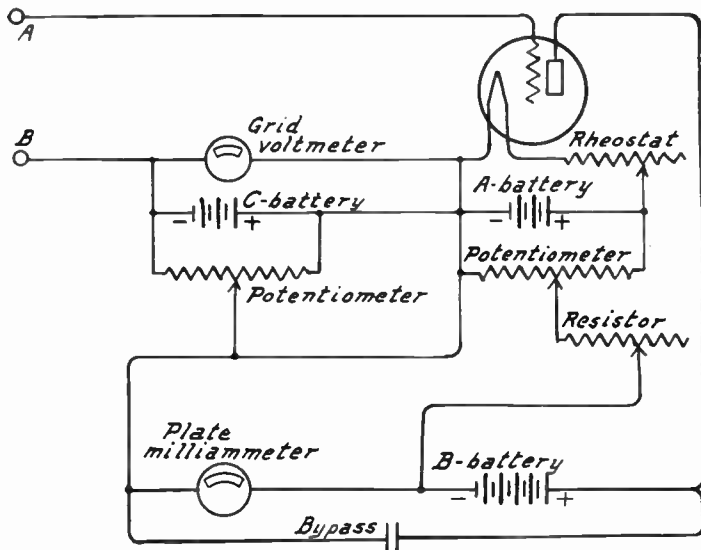 A
B
Grid
voltmeter
Rheostat
C-battery
- +
A-battery
- +
Potentiometer
Potentiometer
Resistor
Plate
milliammeter
B-battery
- +
Bypass